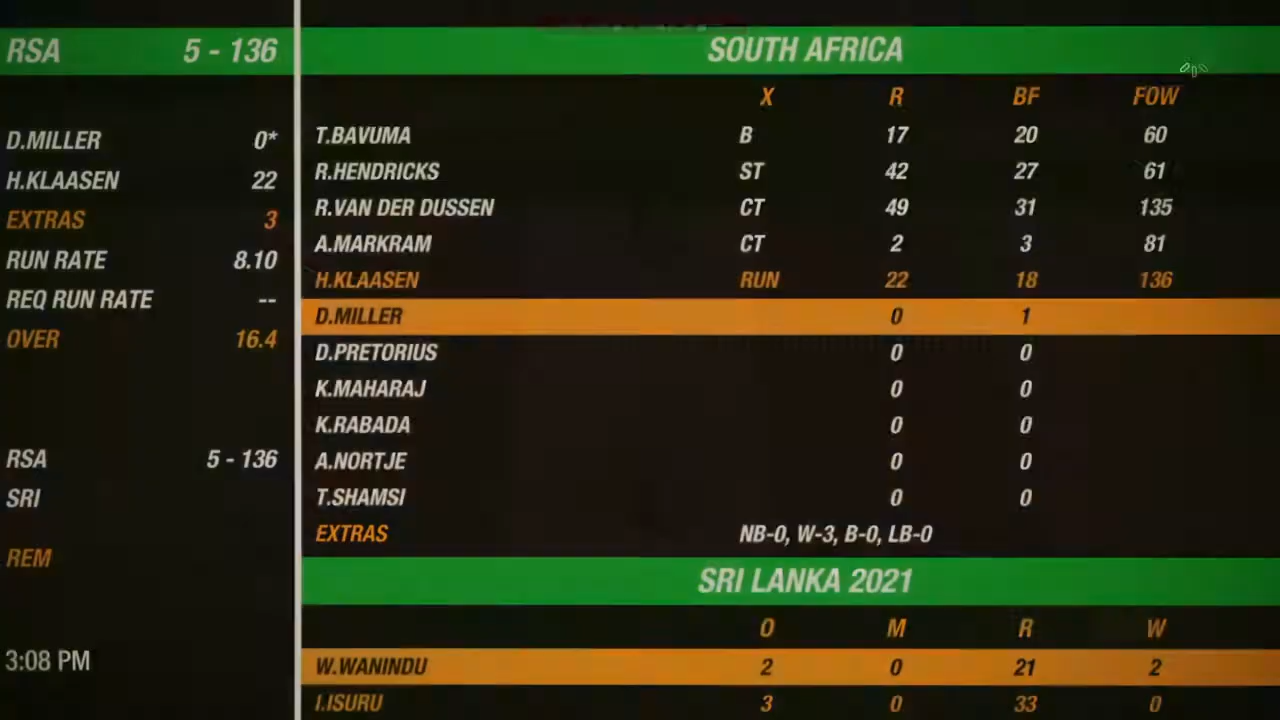 RSA 5 - 136
D.MILLER 0*
H.KLAASEN 22
EXTRAS 3
RUN RATE 8.10
REQ RUN RATE --
OVER 16.4
RSA 5 - 136
SRI
REM
3:08 PM
SOUTH AFRICA
X R BF FOW
T.BAVUMA B 17 20 60
R.HENDRICKS ST 42 27 61
R.VAN DER DUSSEN CT 49 31 135
A.MARKRAM CT 2 3 81
H.KLAASEN RUN 22 18 136
D.MILLER 0 1
D.PRETORIUS 0 0
K.MAHARAJ 0 0
K.RABADA 0 0
A.NORTJE 0 0
T.SHAMSI 0 0
EXTRAS NB-0, W-3, B-0, LB-0
SRI LANKA 2021
O M R W
W.WANINDU 2 0 21 2
I.ISURU 3 0 33 0